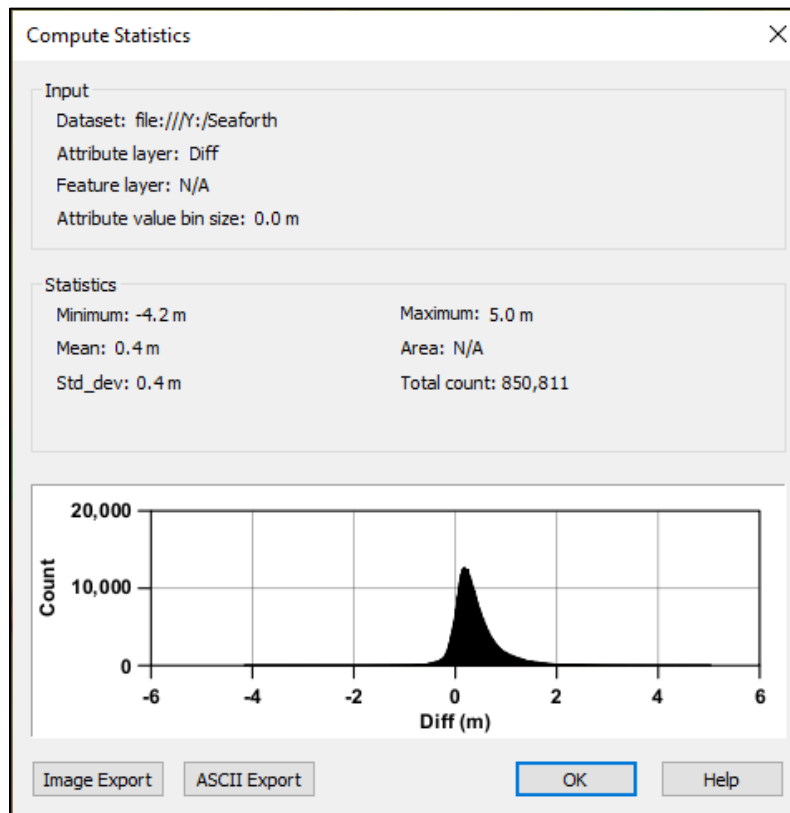 Compute Statistics
Input
Dataset: file:///Y:/Seaforth
Attribute layer: Diff
Feature layer: N/A
Attribute value bin size: 0.0 m
Statistics
Minimum: -4.2 m
Maximum: 5.0 m
Mean: 0.4 m
Area: N/A
Std_dev: 0.4 m
Total count: 850,811
20,000
10,000
0
Count
-6 -4 -2 0 2 4 6
Diff (m)
Image Export
ASCII Export
OK
Help